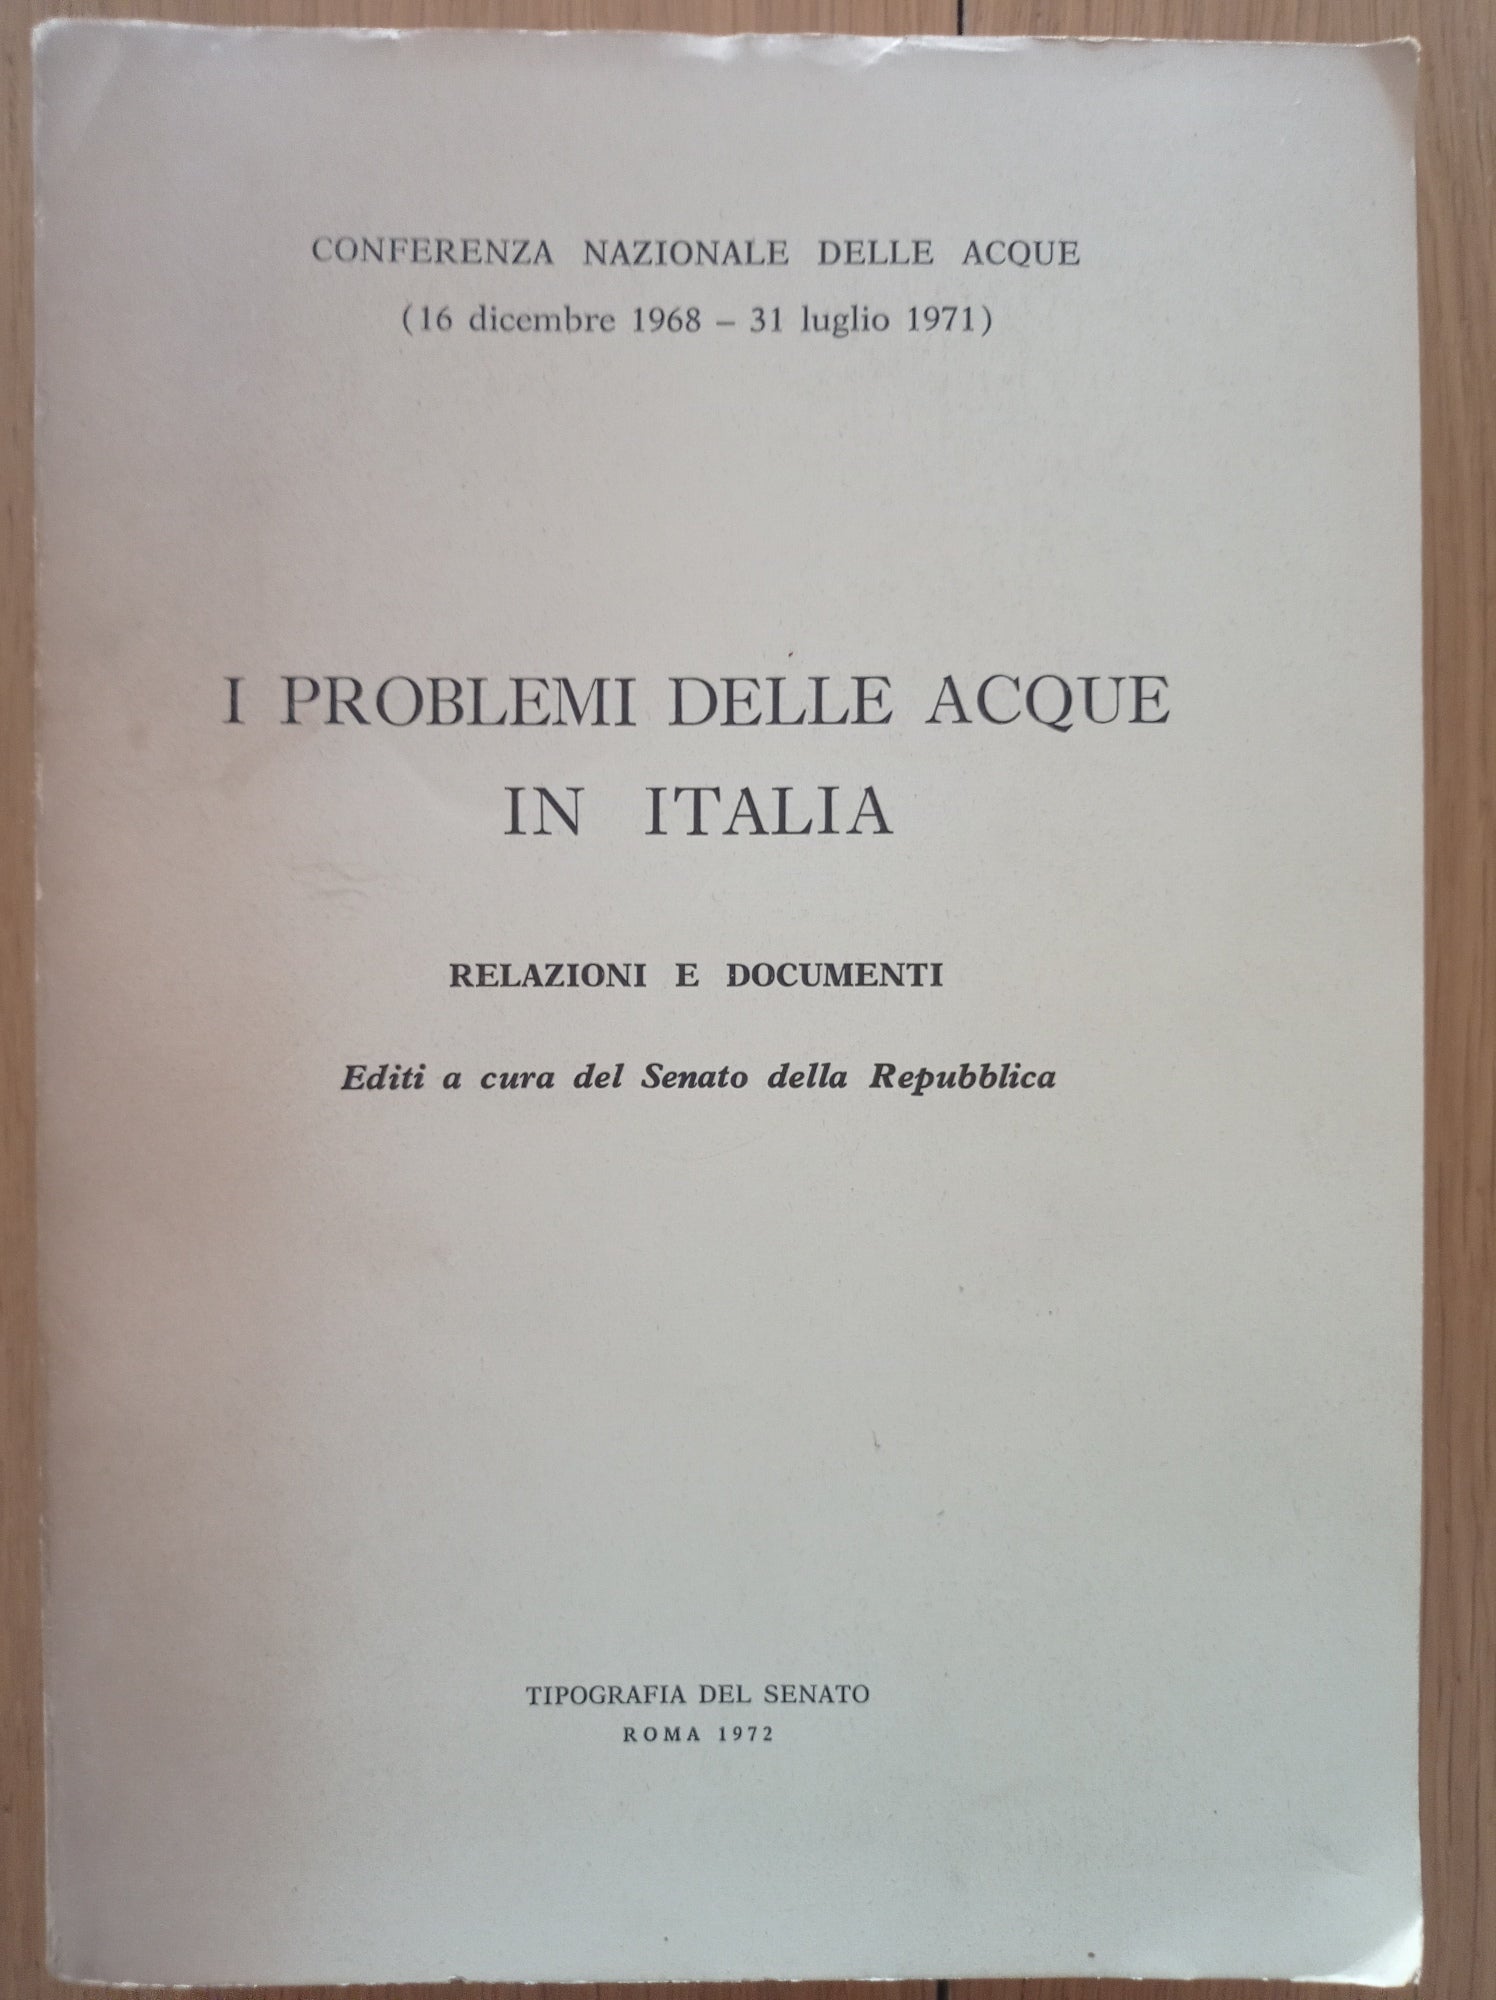 CONFERENZA NAZIONALE DELLE ACQUE
(16 dicembre 1968 – 31 luglio 1971)
I PROBLEMI DELLE ACQUE
IN ITALIA
RELAZIONI E DOCUMENTI
Editi a cura del Senato della Repubblica
TIPOGRAFIA DEL SENATO
ROMA 1972